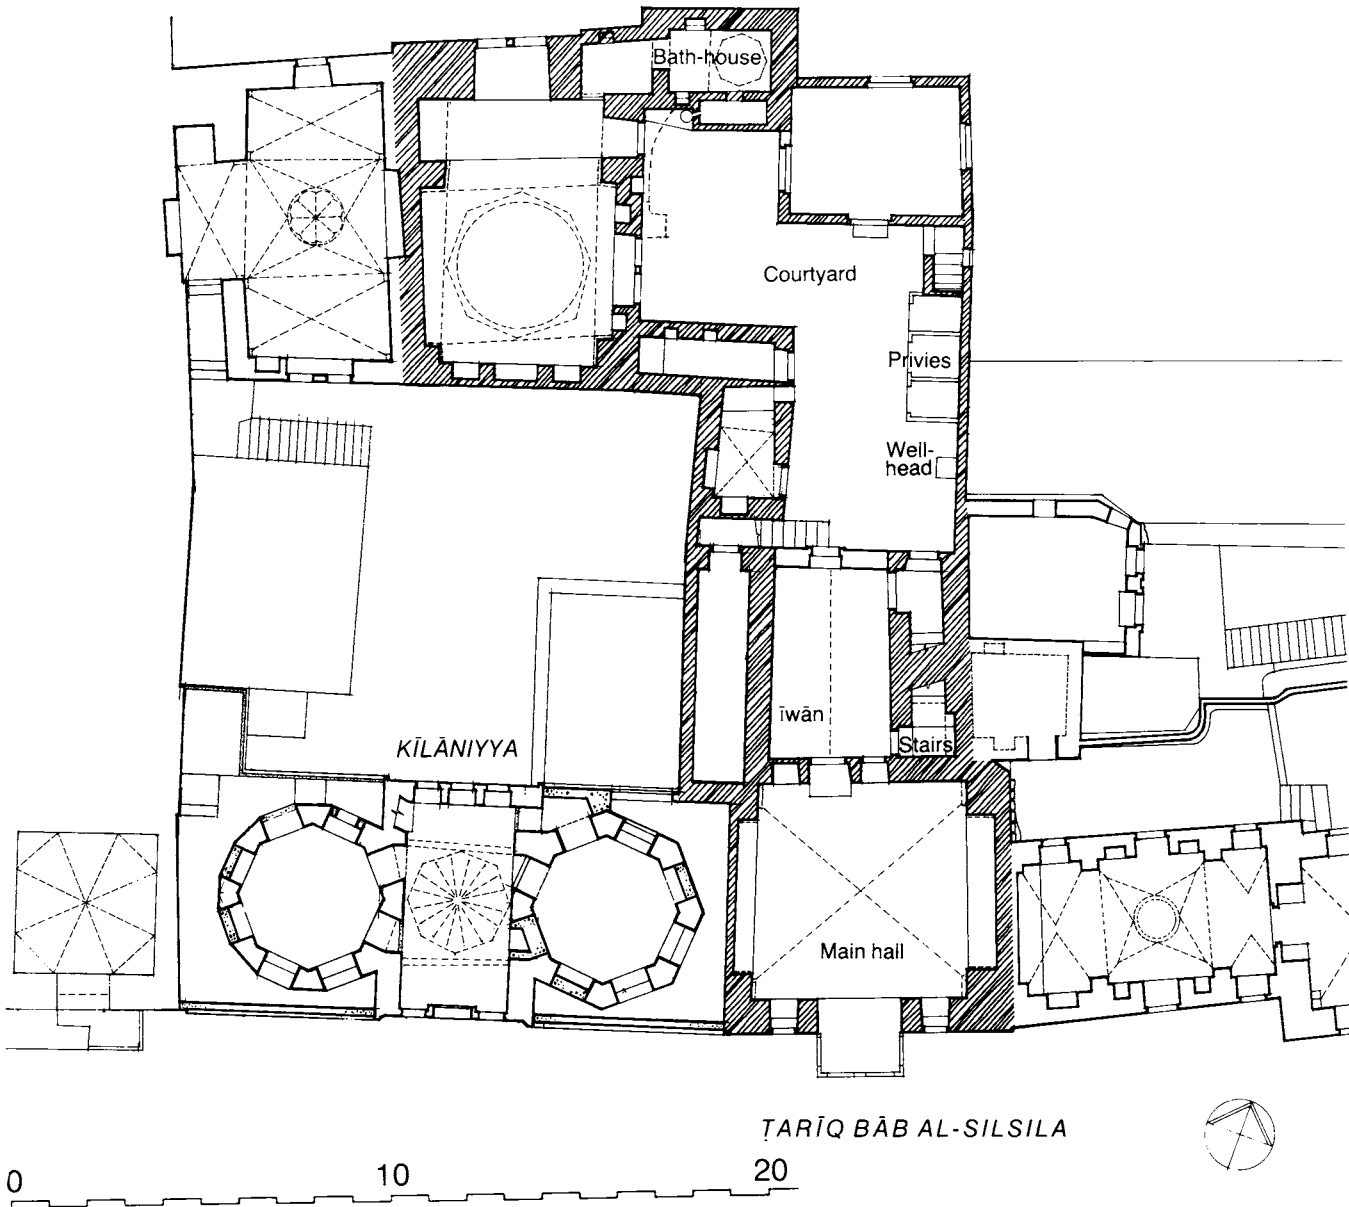 Bath-house
Courtyard
Privies
Well-
head
īwān
Stairs
KĪLĀNIYYA
Main hall
ṬARĪQ BĀB AL-SILSILA
0 10 20